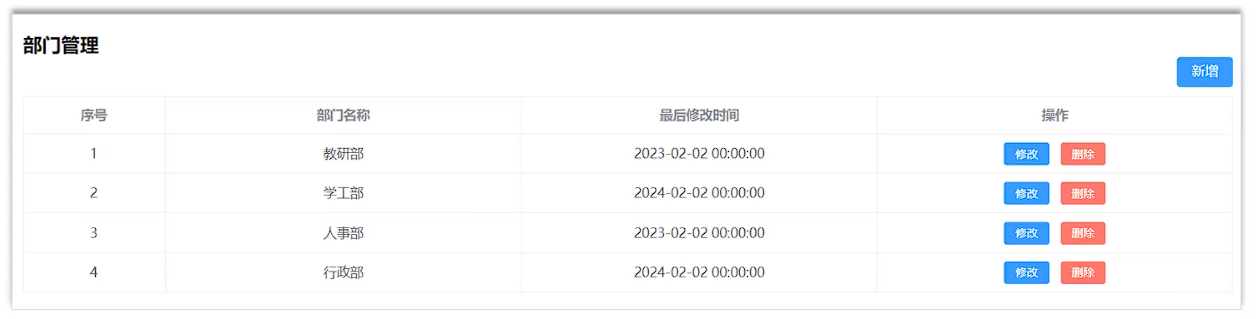 部门管理
新增
序号 部门名称 最后修改时间 操作
1 教研部 2023-02-02 00:00:00 修改 删除
2 学工部 2024-02-02 00:00:00 修改 删除
3 人事部 2023-02-02 00:00:00 修改 删除
4 行政部 2024-02-02 00:00:00 修改 删除